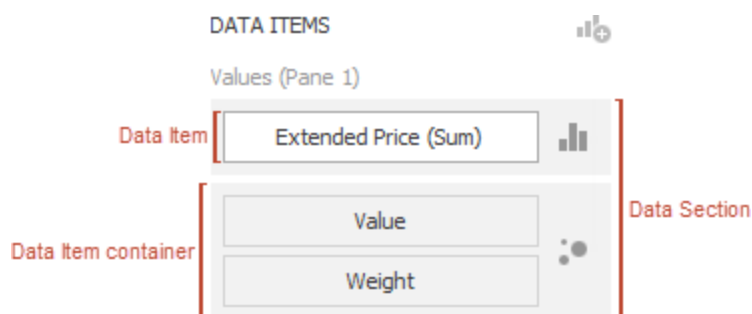 DATA ITEMS
Values (Pane 1)
Data Item
Extended Price (Sum)
Value
Data Section
Data Item container
Weight